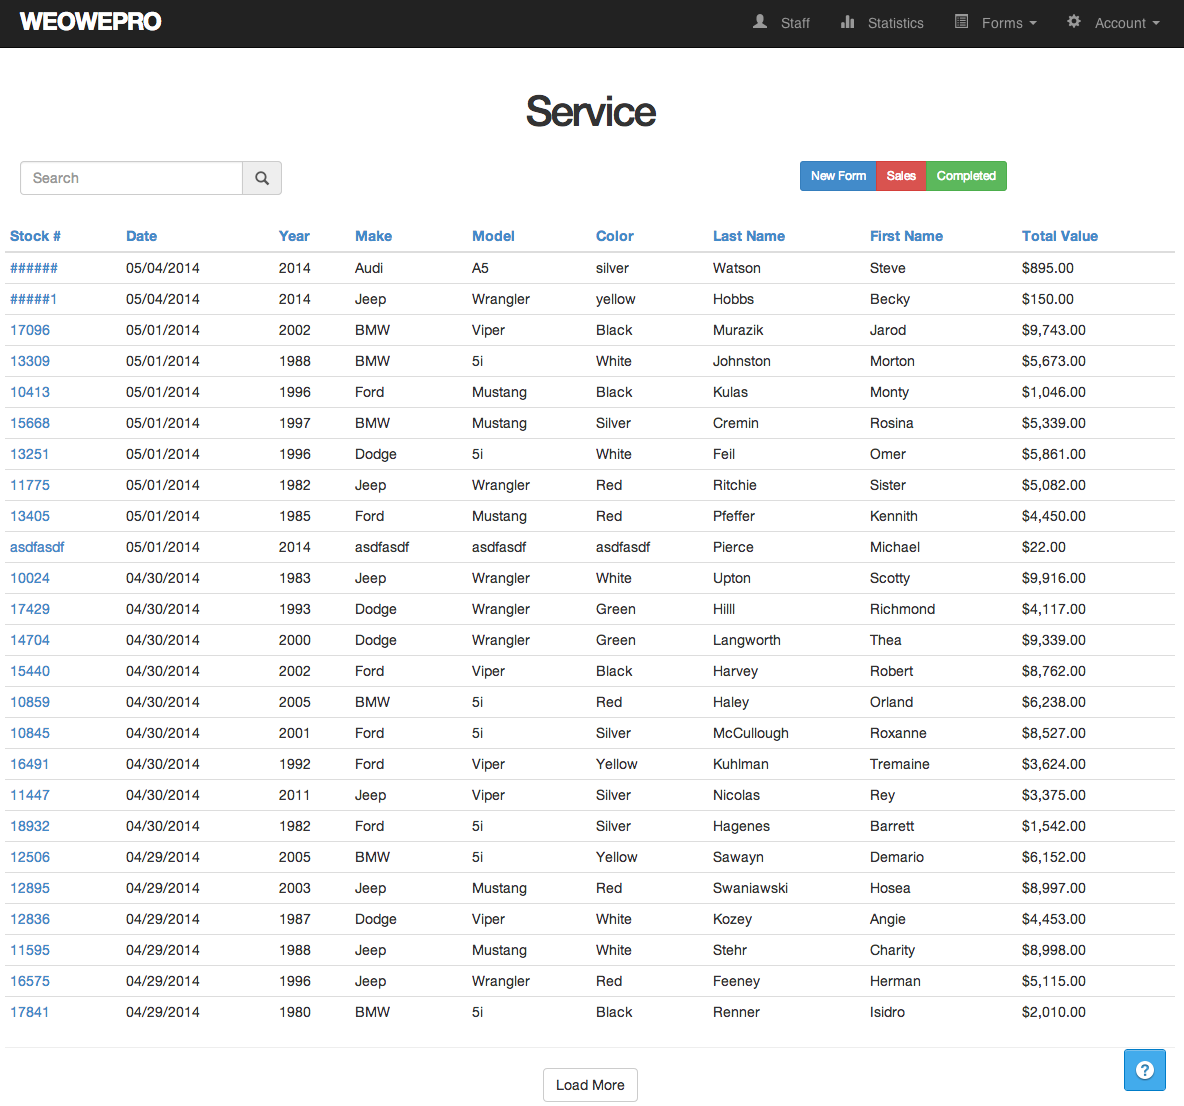 WEOWEPRO Staff Statistics Forms Account
Service
Search New Form Sales Completed
Stock # Date Year Make Model Color Last Name First Name Total Value
###### 05/04/2014 2014 Audi A5 silver Watson Steve $895.00
#####1 05/04/2014 2014 Jeep Wrangler yellow Hobbs Becky $150.00
17096 05/01/2014 2002 BMW Viper Black Murazik Jarod $9,743.00
13309 05/01/2014 1988 BMW 5i White Johnston Morton $5,673.00
10413 05/01/2014 1996 Ford Mustang Black Kulas Monty $1,046.00
15668 05/01/2014 1997 BMW Mustang Silver Cremin Rosina $5,339.00
13251 05/01/2014 1996 Dodge 5i White Feil Omer $5,861.00
11775 05/01/2014 1982 Jeep Wrangler Red Ritchie Sister $5,082.00
13405 05/01/2014 1985 Ford Mustang Red Pfeffer Kennith $4,450.00
asdfasdf 05/01/2014 2014 asdfasdf asdfasdf asdfasdf Pierce Michael $22.00
10024 04/30/2014 1983 Jeep Wrangler White Upton Scotty $9,916.00
17429 04/30/2014 1993 Dodge Wrangler Green Hilll Richmond $4,117.00
14704 04/30/2014 2000 Dodge Wrangler Green Langworth Thea $9,339.00
15440 04/30/2014 2002 Ford Viper Black Harvey Robert $8,762.00
10859 04/30/2014 2005 BMW 5i Red Haley Orland $6,238.00
10845 04/30/2014 2001 Ford 5i Silver McCullough Roxanne $8,527.00
16491 04/30/2014 1992 Ford Viper Yellow Kuhlman Tremaine $3,624.00
11447 04/30/2014 2011 Jeep Viper Silver Nicolas Rey $3,375.00
18932 04/30/2014 1982 Ford 5i Silver Hagenes Barrett $1,542.00
12506 04/29/2014 2005 BMW 5i Yellow Sawayn Demario $6,152.00
12895 04/29/2014 2003 Jeep Mustang Red Swaniawski Hosea $8,997.00
12836 04/29/2014 1987 Dodge Viper White Kozey Angie $4,453.00
11595 04/29/2014 1988 Jeep Mustang White Stehr Charity $8,998.00
16575 04/29/2014 1996 Jeep Wrangler Red Feeney Herman $5,115.00
17841 04/29/2014 1980 BMW 5i Black Renner Isidro $2,010.00
?
Load More